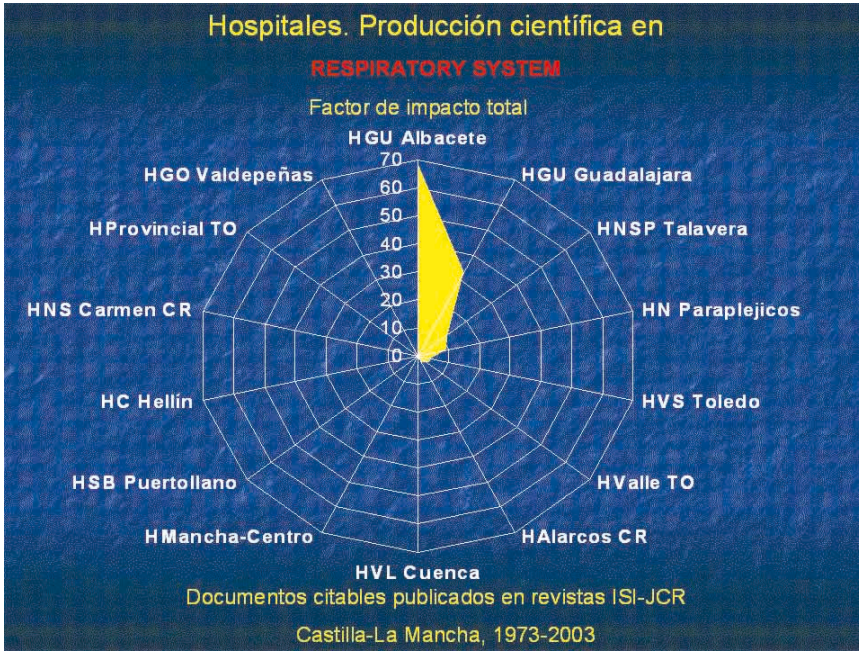 Hospitales. Producción científica en
RESPIRATORY SYSTEM
Factor de impacto total
HGU Albacete
HGU Guadalajara
HNSP Talavera
HN Paraplejicos
HVS Toledo
HValle TO
HAlarcos CR
HVL Cuenca
HMancha-Centro
HSB Puertollano
HC Hellín
HNS Carmen CR
HProvincial TO
HGO Valdepeñas
70
60
50
40
30
20
10
0
Documentos citables publicados en revistas ISI-JCR
Castilla-La Mancha, 1973-2003